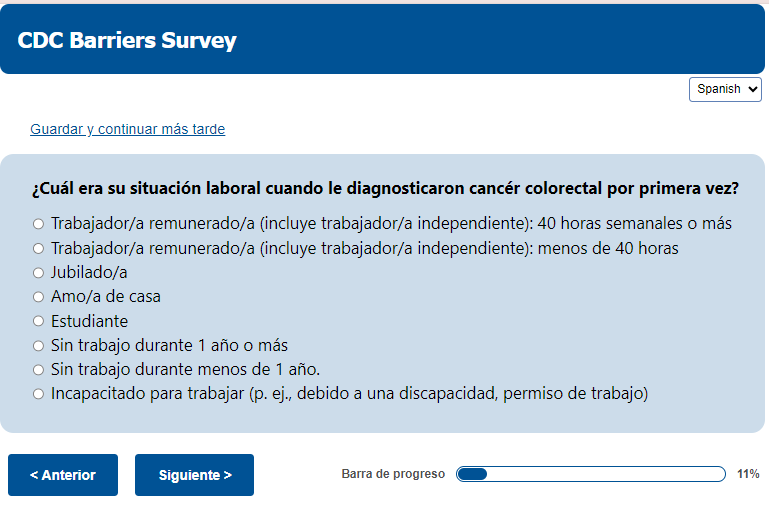 CDC Barriers Survey
Spanish
Guardar y continuar más tarde
¿Cuál era su situación laboral cuando le diagnosticaron cancér colorectal por primera vez?
Trabajador/a remunerado/a (incluye trabajador/a independiente): 40 horas semanales o más
Trabajador/a remunerado/a (incluye trabajador/a independiente): menos de 40 horas
Jubilado/a
Amo/a de casa
Estudiante
Sin trabajo durante 1 año o más
Sin trabajo durante menos de 1 año.
Incapacitado para trabajar (p. ej., debido a una discapacidad, permiso de trabajo)
< Anterior Siguiente > Barra de progreso 11%